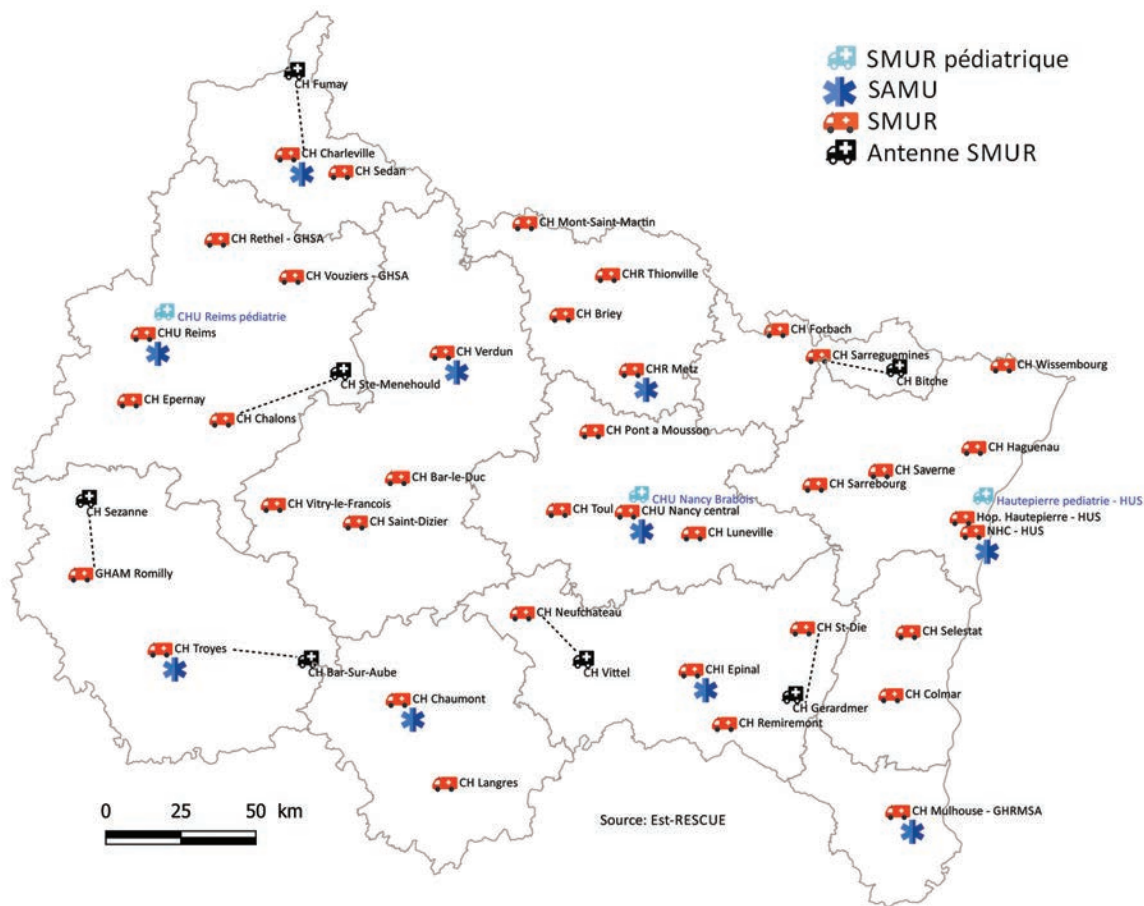 SMUR pédiatrique
SAMU
SMUR
Antenne SMUR
CH Fumay
CH Charleville
CH Sedan
CH Mont-Saint-Martin
CH Rethel - GHSA
CHR Thionville
CH Vouziers - GHSA
CHU Reims pédiatrie
CH Briey
CHU Reims
CH Forbach
CH Verdun
CH Sarreguemines
CH Wissembourg
CHR Metz
CH Ste-Menehould
CH Bitche
CH Epernay
CH Chalons
CH Pont a Mousson
CH Haguenau
CH Saverne
CH Bar-le-Duc
CH Sarrebourg
CHU Nancy Brabois
Hautepierre pediatrie - HUS
CH Sezanne
CH Vitry-le-Francois
CH Toul
CHU Nancy central
Hop. Hautepierre - HUS
CH Saint-Dizier
CH Luneville
NHC - HUS
GHAM Romilly
CH Neufchateau
CH St-Die
CH Selestat
CH Troyes
CH Bar-Sur-Aube
CH Vittel
CHI Epinal
CH Colmar
CH Chaumont
CH Gerardmer
CH Remiremont
CH Langres
0 25 50 km
Source: Est-RESCUE
CH Mulhouse - GHRMSA